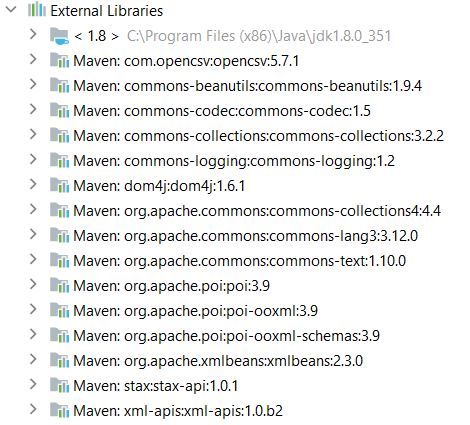 External Libraries
< 1.8 > C:\Program Files (x86)\Java\jdk1.8.0_351
Maven: com.opencsv:opencsv:5.7.1
Maven: commons-beanutils:commons-beanutils:1.9.4
Maven: commons-codec:commons-codec:1.5
Maven: commons-collections:commons-collections:3.2.2
Maven: commons-logging:commons-logging:1.2
Maven: dom4j:dom4j:1.6.1
Maven: org.apache.commons:commons-collections4:4.4
Maven: org.apache.commons:commons-lang3:3.12.0
Maven: org.apache.commons:commons-text:1.10.0
Maven: org.apache.poi:poi:3.9
Maven: org.apache.poi:poi-ooxml:3.9
Maven: org.apache.poi:poi-ooxml-schemas:3.9
Maven: org.apache.xmlbeans:xmlbeans:2.3.0
Maven: stax:stax-api:1.0.1
Maven: xml-apis:xml-apis:1.0.b2